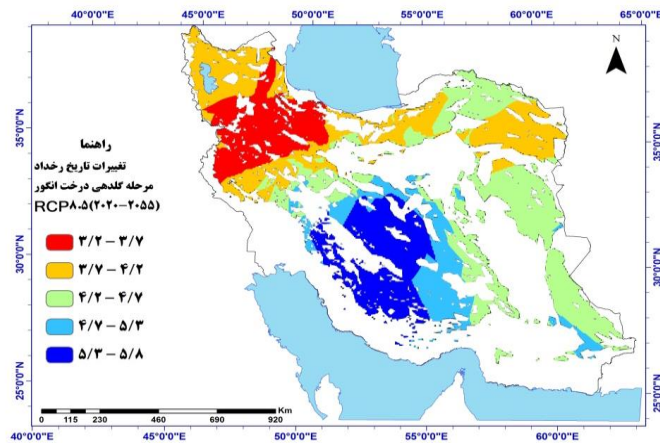 40°0'0"E 45°0'0"E 50°0'0"E 55°0'0"E 60°0'0"E 65°0'0"E
N
35°0'0"N
35°0'0"N
30°0'0"N
30°0'0"N
25°0'0"N
25°0'0"N
راهنما
تغییرات تاریخ رخداد
مرحله گلدهی درخت انگور
RCP۸.۵(۲۰۲۰-۲۰۵۵)
۳/۲ - ۳/۷
۳/۷ - ۴/۲
۴/۲ - ۴/۷
۴/۷ - ۵/۳
۵/۳ - ۵/۸
Km
0 115 230 460 690 920
40°0'0"E 45°0'0"E 50°0'0"E 55°0'0"E 60°0'0"E